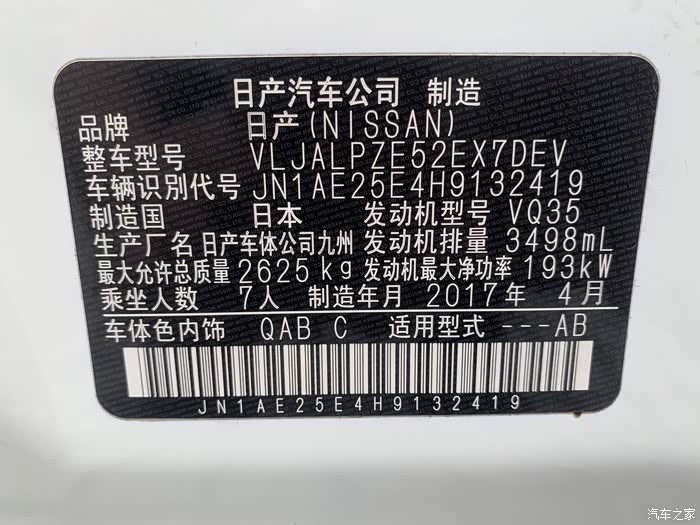 日产汽车公司 制造
品牌 日产(NISSAN)
整车型号 VLJALPZE52EX7DEV
车辆识别代号 JN1AE25E4H9132419
制造国 日本 发动机型号 VQ35
生产厂名 日产车体公司九州 发动机排量 3498mL
最大允许总质量 2625kg 发动机最大净功率 193kW
乘坐人数 7人 制造年月 2017年 4月
车体色内饰 QAB C 适用型式 ---AB
JN1AE25E4H9132419
汽车之家